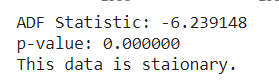 ADF Statistic: -6.239148
p-value: 0.000000
This data is staionary.